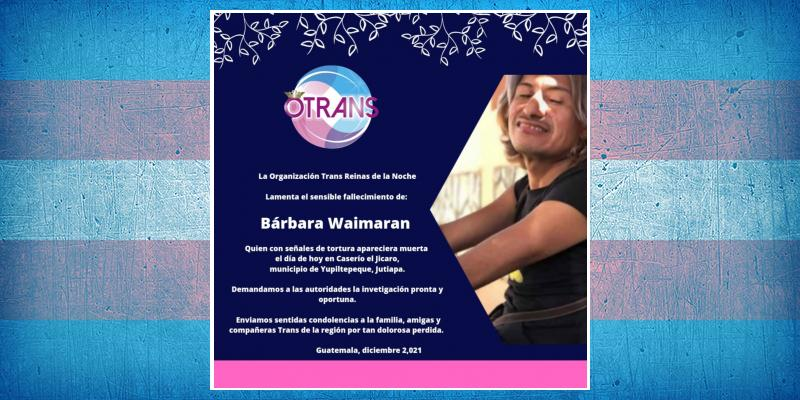 OTRANS
La Organización Trans Reinas de la Noche
Lamenta el sensible fallecimiento de:
Bárbara Waimaran
Quien con señales de tortura apareciera muerta
el día de hoy en Caserío el Jicaro,
municipio de Yupiltepeque, Jutiapa.
Demandamos a las autoridades la invetigación pronta y
oportuna.
Enviamos sentidas condolencias a la familia, amigas y
compañeras Trans de la región por tan dolorosa perdida.
Guatemala, diciembre 2,021